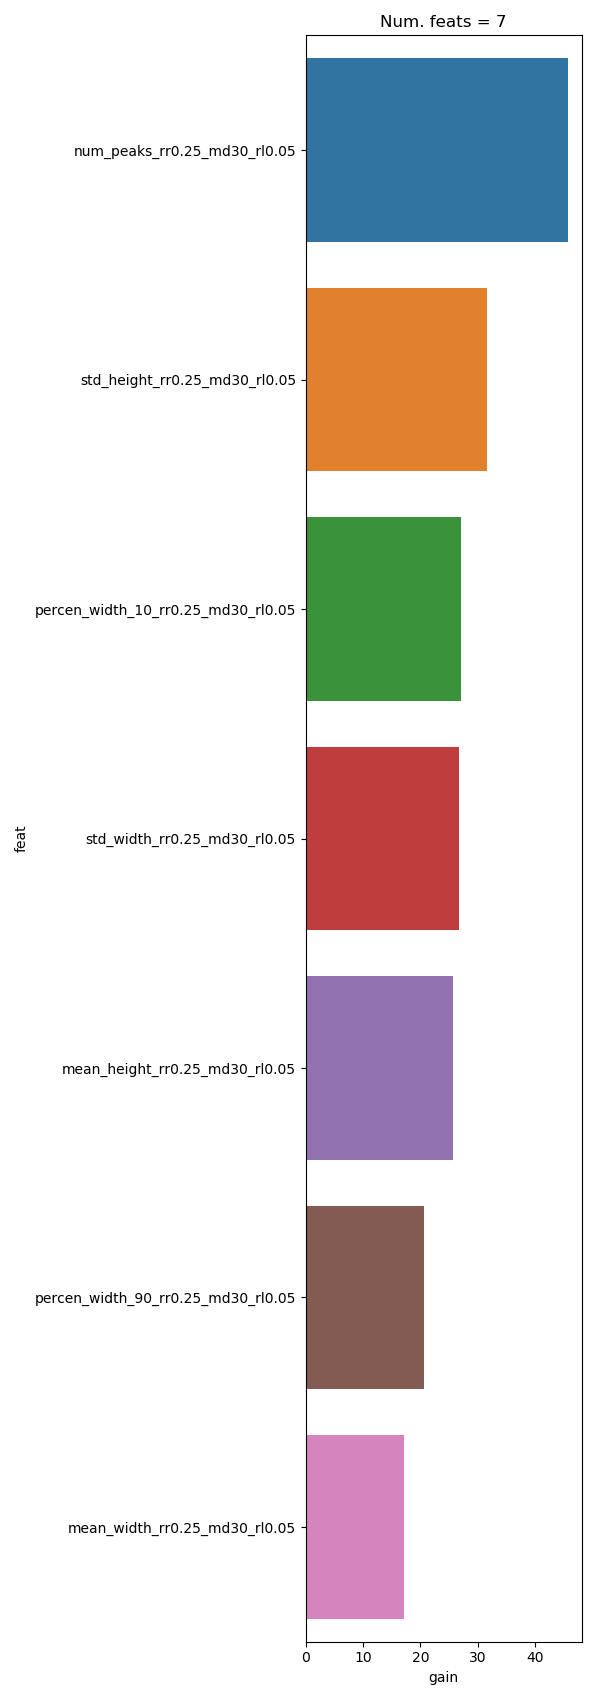 Num. feats = 7
num_peaks_rr0.25_md30_rl0.05
std_height_rr0.25_md30_rl0.05
percen_width_10_rr0.25_md30_rl0.05
std_width_rr0.25_md30_rl0.05
feat
mean_height_rr0.25_md30_rl0.05
percen_width_90_rr0.25_md30_rl0.05
mean_width_rr0.25_md30_rl0.05
0 10 20 30 40
gain